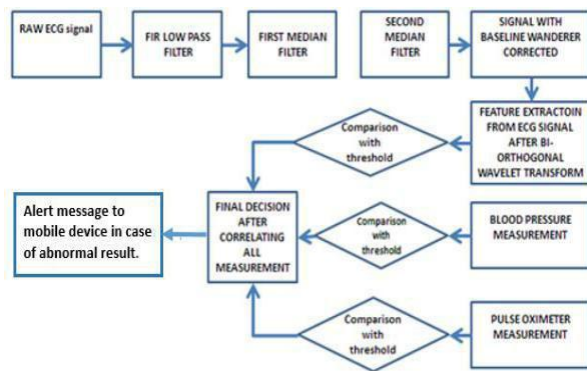 RAW ECG signal
FIR LOW PASS
FILTER
FIRST MEDIAN
FILTER
SECOND
MEDIAN
FILTER
SIGNAL WITH
BASELINE WANDERER
CORRECTED
FEATURE EXTRACTOIN
FROM ECG SIGNAL
AFTER BI-
ORTHOGONAL
WAVELET TRANSFORM
Comparison
with
threshold
Alert message to
mobile device in case
of abnormal result.
FINAL DECISION
AFTER
CORRELATING
ALL
MEASUREMENT
Comparison
with
threshold
BLOOD PRESSURE
MEASUREMENT
Comparison
with
threshold
PULSE OXIMETER
MEASUREMENT